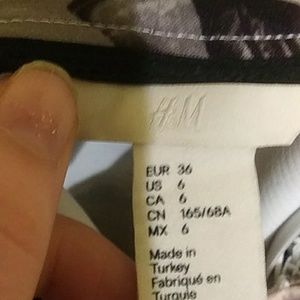 H&M
EUR 36
US 6
CA 6
CN 165/68A
MX 6
Made in
Turkey
Fabriqué en
Turquie